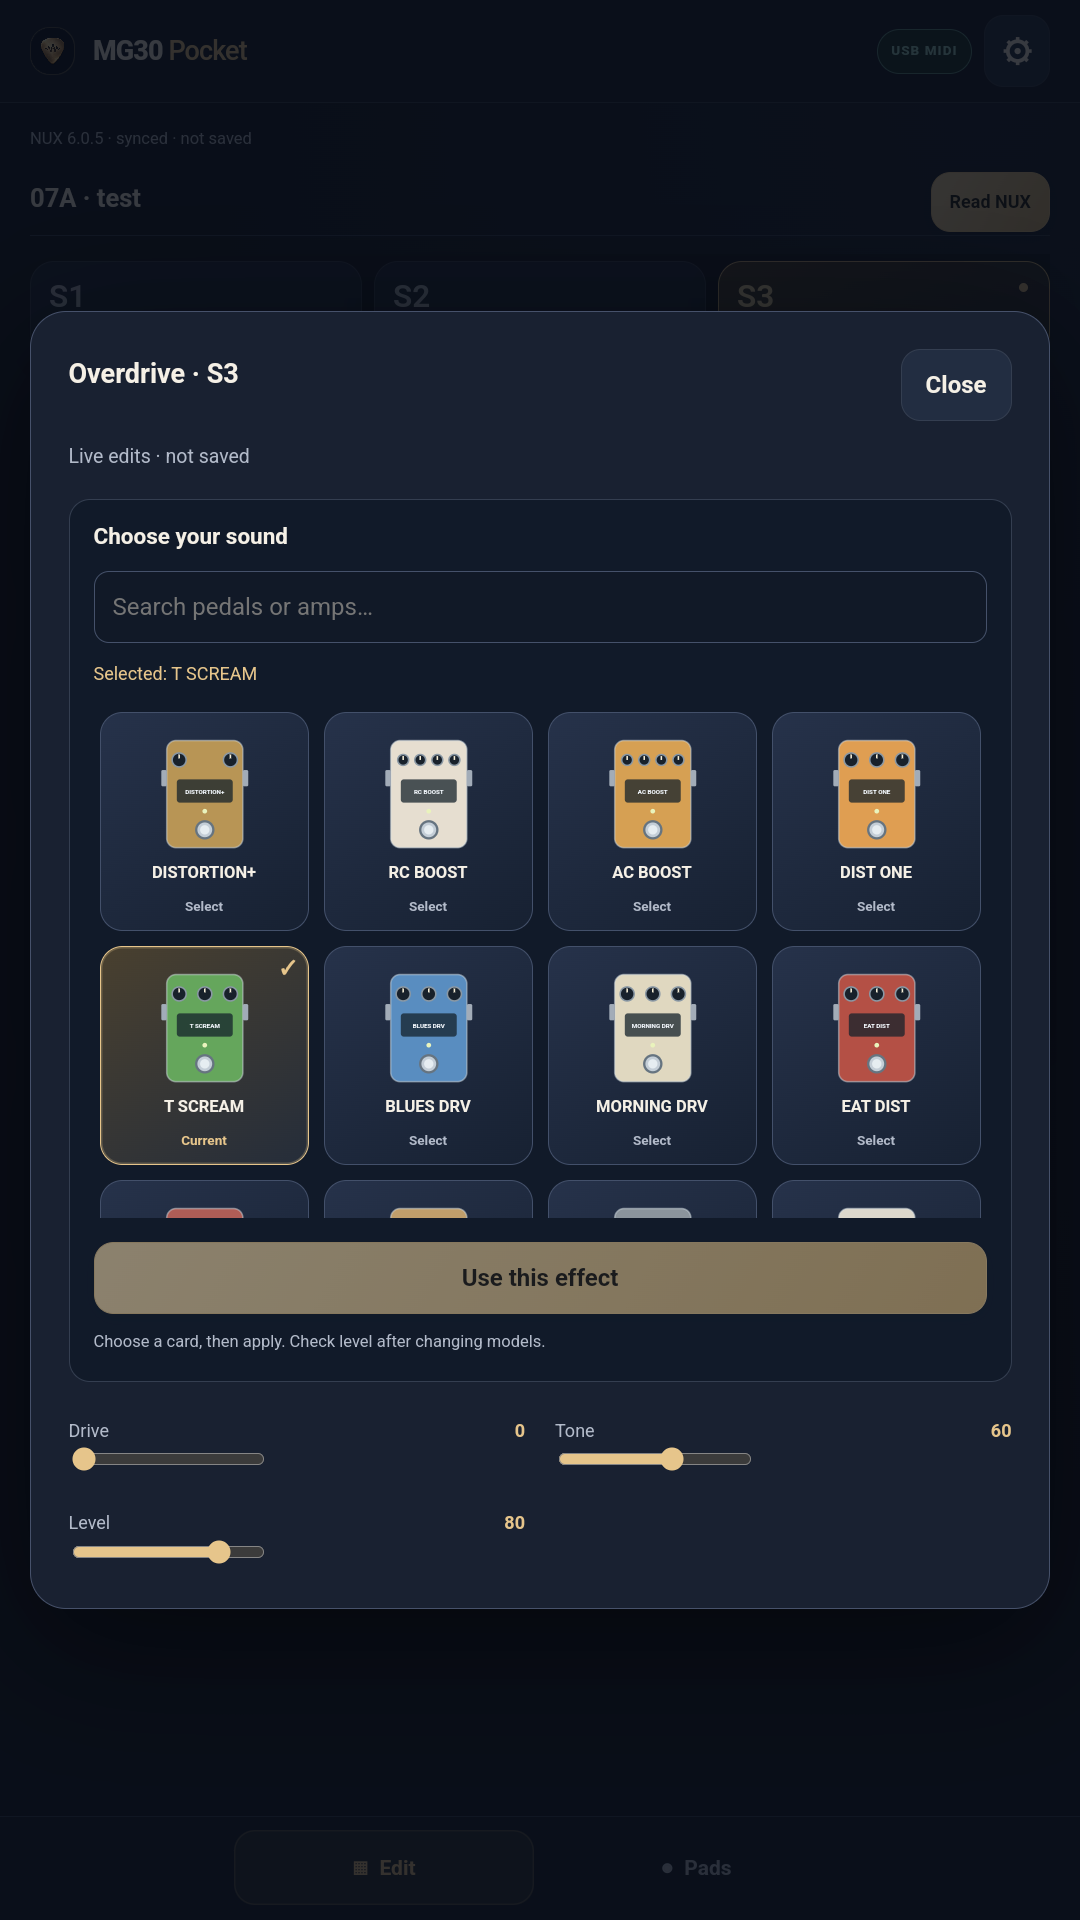 MG30 Pocket
USB MIDI
NUX 6.0.5 · synced · not saved
07A · test
Read NUX
S1
S2
S3
Overdrive · S3
Close
Live edits · not saved
Choose your sound
Search pedals or amps…
Selected: T SCREAM
DISTORTION+
RC BOOST
AC BOOST
DIST ONE
DISTORTION+
RC BOOST
AC BOOST
DIST ONE
Select
Select
Select
Select
✓
T SCREAM
BLUES DRV
MORNING DRV
EAT DIST
T SCREAM
BLUES DRV
MORNING DRV
EAT DIST
Current
Select
Select
Select
Use this effect
Choose a card, then apply. Check level after changing models.
Drive 0
Tone 60
Level 80
Edit
Pads